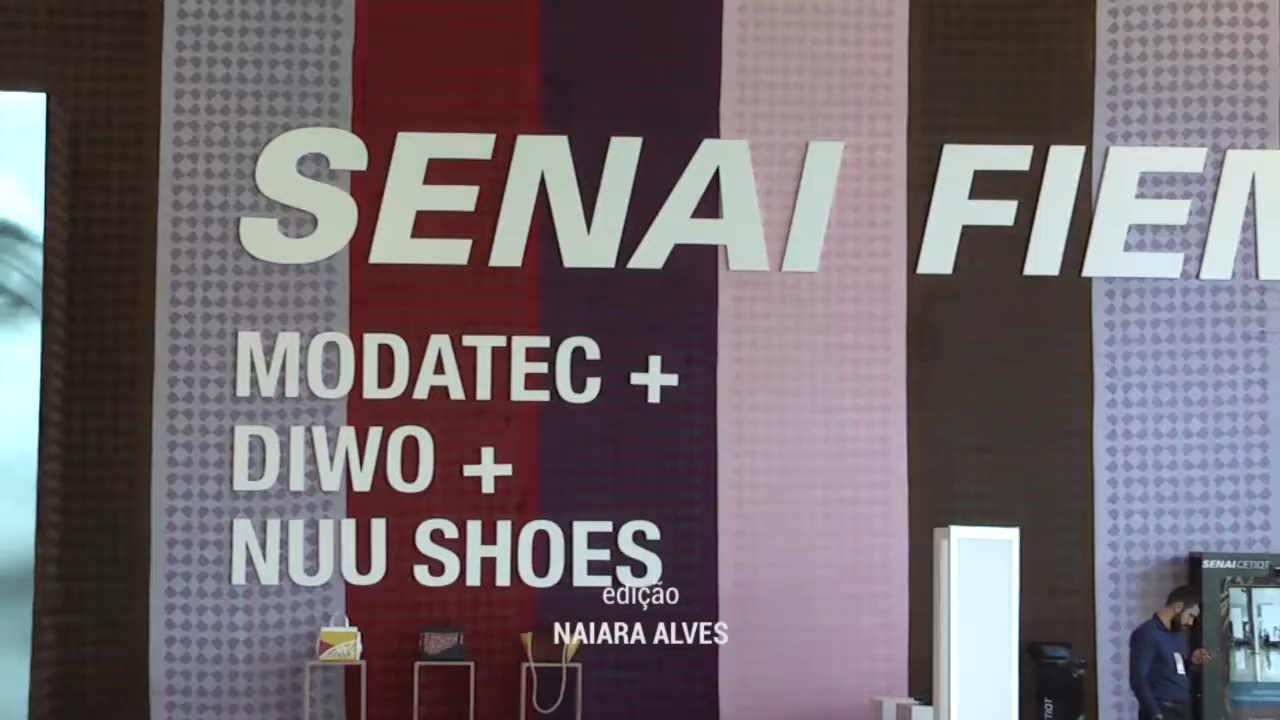 SENAI FIEM
MODATEC +
DIWO +
NUU SHOES
edição
NAIARA ALVES
SENAI CETIQT